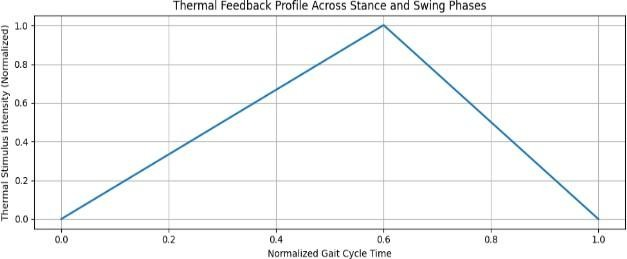 Thermal Feedback Profile Across Stance and Swing Phases
Thermal Stimulus Intensity (Normalized)
1.0
0.8
0.6
0.4
0.2
0.0
0.0 0.2 0.4 0.6 0.8 1.0
Normalized Gait Cycle Time